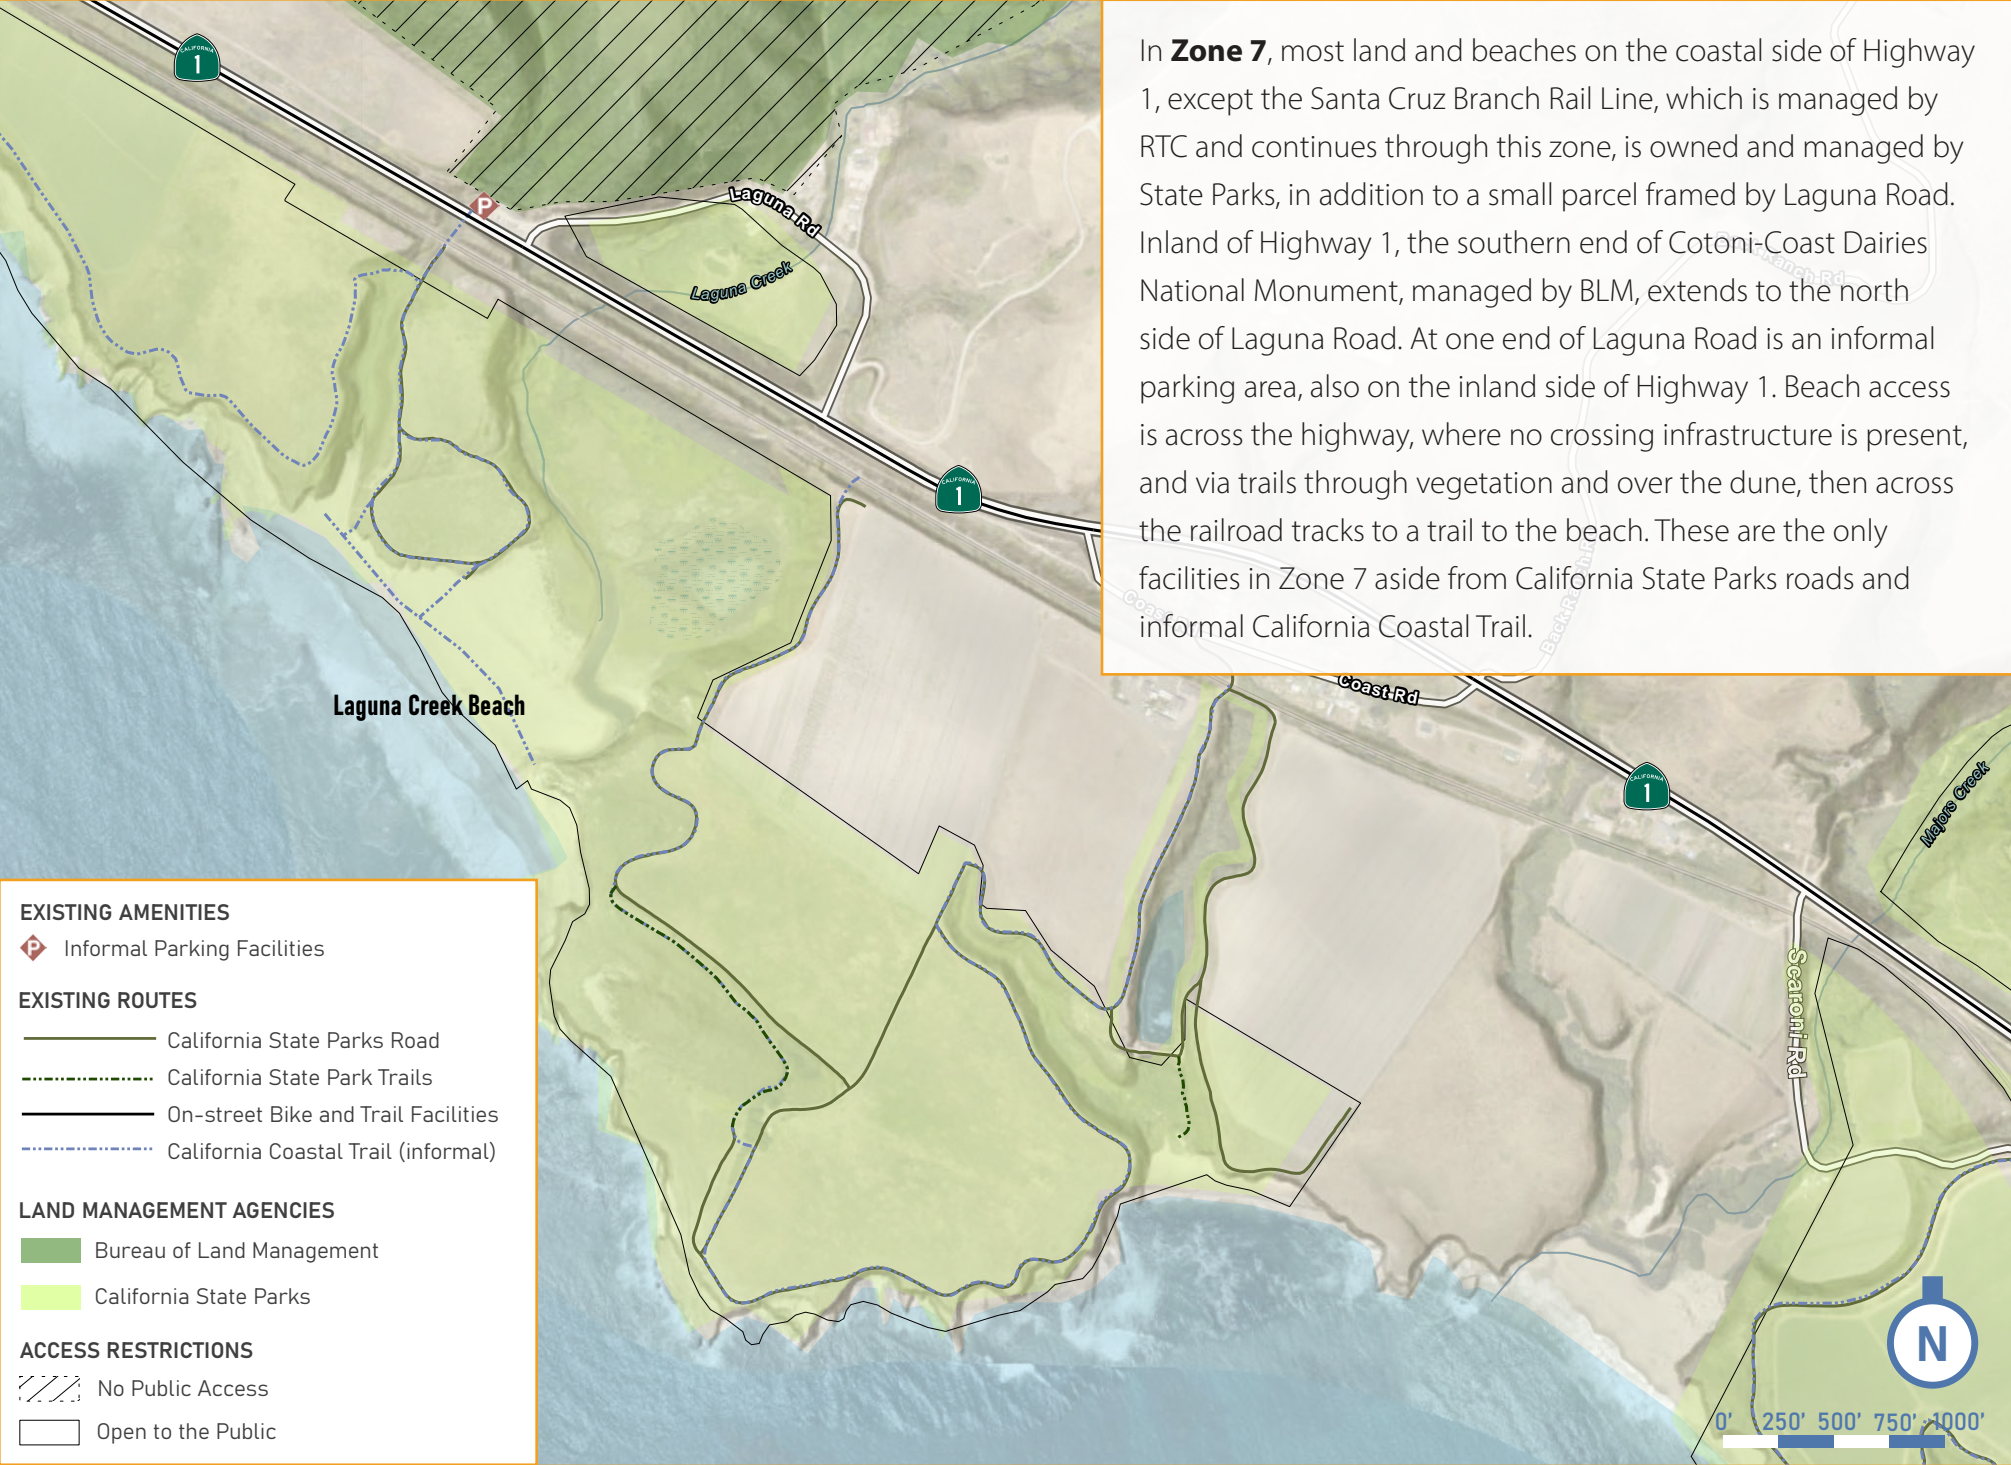 CALIFORNIA
1
In Zone 7, most land and beaches on the coastal side of Highway
1, except the Santa Cruz Branch Rail Line, which is managed by
RTC and continues through this zone, is owned and managed by
State Parks, in addition to a small parcel framed by Laguna Road.
Inland of Highway 1, the southern end of Cotoni-Coast Dairies
National Monument, managed by BLM, extends to the north
side of Laguna Road. At one end of Laguna Road is an informal
parking area, also on the inland side of Highway 1. Beach access
is across the highway, where no crossing infrastructure is present,
and via trails through vegetation and over the dune, then across
the railroad tracks to a trail to the beach. These are the only
facilities in Zone 7 aside from California State Parks roads and
informal California Coastal Trail.
P
Laguna Rd
Laguna Creek
CALIFORNIA
1
Back Ranch Rd
Coast Rd
Laguna Creek Beach
CALIFORNIA
1
Majors Creek
Scaroni Rd
EXISTING AMENITIES
P Informal Parking Facilities
EXISTING ROUTES
California State Parks Road
California State Park Trails
On-street Bike and Trail Facilities
California Coastal Trail (informal)
LAND MANAGEMENT AGENCIES
Bureau of Land Management
California State Parks
ACCESS RESTRICTIONS
No Public Access
Open to the Public
N
0' 250' 500' 750' 1000'